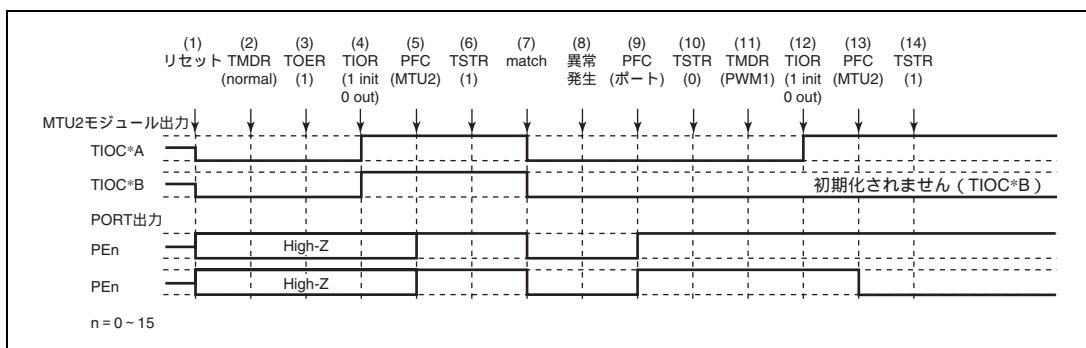 (1) (2) (3) (4) (5) (6) (7) (8) (9) (10) (11) (12) (13) (14)
リセット TMDR TOER TIOR PFC TSTR match 異常 PFC TSTR TMDR TIOR PFC TSTR
(normal) (1) (1 init (MTU2) (1) 発生 (ポート) (0) (PWM1) (1 init (MTU2) (1)
0 out) 0 out)
MTU2モジュール出力
TIOC*A
TIOC*B 初期化されません(TIOC*B)
PORT出力
PEn High-Z
PEn High-Z
n = 0 ~ 15